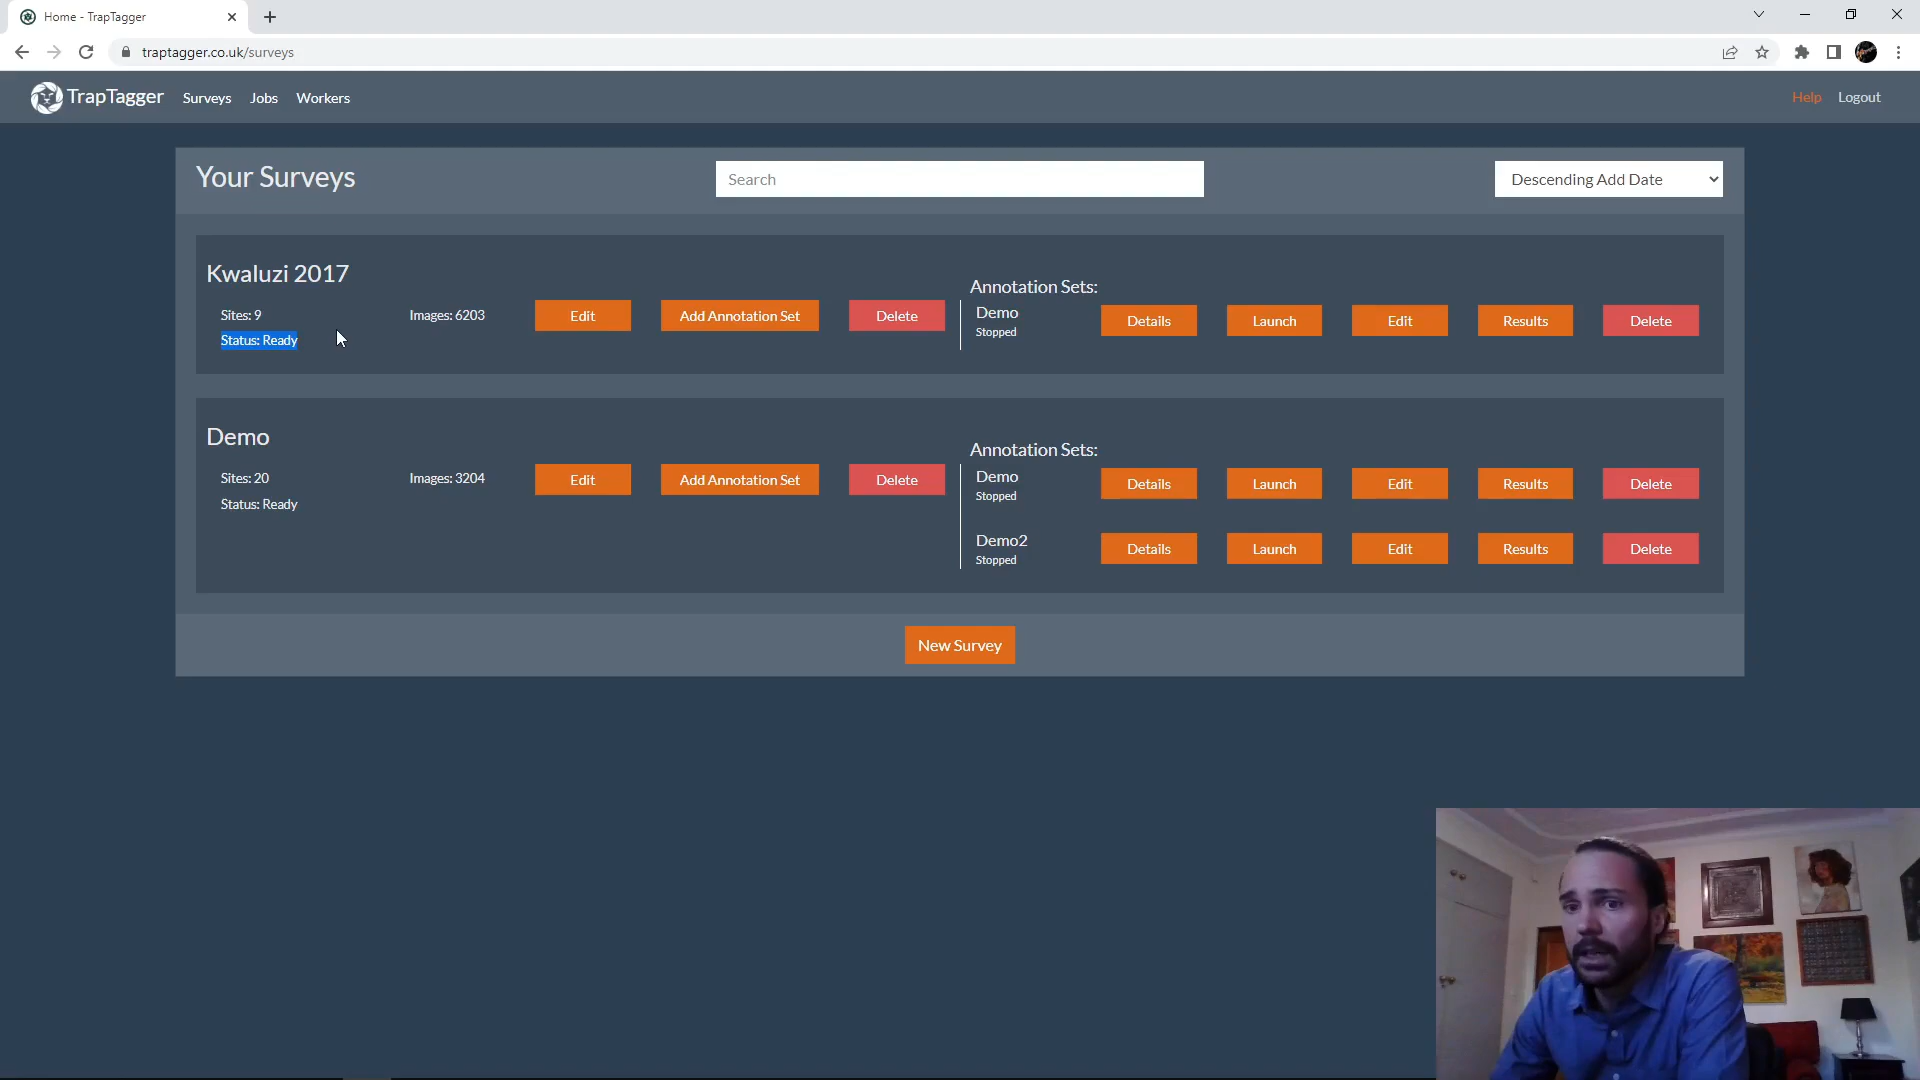 Home - TrapTagger
traptagger.co.uk/surveys
TrapTagger Surveys Jobs Workers Help Logout
Your Surveys
Search
Descending Add Date
Kwaluzi 2017
Sites: 9
Images: 6203
Status: Ready
Edit
Add Annotation Set
Delete
Annotation Sets:
Demo
Stopped
Details
Launch
Edit
Results
Delete
Demo
Sites: 20
Images: 3204
Status: Ready
Edit
Add Annotation Set
Delete
Annotation Sets:
Demo
Stopped
Details
Launch
Edit
Results
Delete
Demo2
Stopped
Details
Launch
Edit
Results
Delete
New Survey